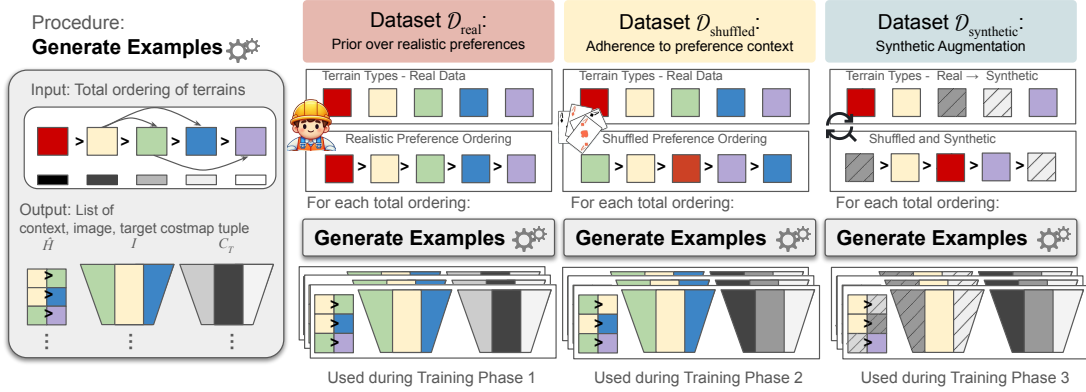 Procedure:
Generate Examples
Input: Total ordering of terrains
> > > >
Output: List of
context, image, target costmap tuple
Ĥ I C_T
>
>
>
⋮ ⋮ ⋮
Dataset 𝒟real:
Prior over realistic preferences
Terrain Types - Real Data
Realistic Preference Ordering
> > > >
For each total ordering:
Generate Examples
>
>
>
Used during Training Phase 1
Dataset 𝒟shuffled:
Adherence to preference context
Terrain Types - Real Data
Shuffled Preference Ordering
> > > >
For each total ordering:
Generate Examples
>
>
>
Used during Training Phase 2
Dataset 𝒟synthetic:
Synthetic Augmentation
Terrain Types - Real → Synthetic
Shuffled and Synthetic
> > > >
For each total ordering:
Generate Examples
>
>
>
Used during Training Phase 3